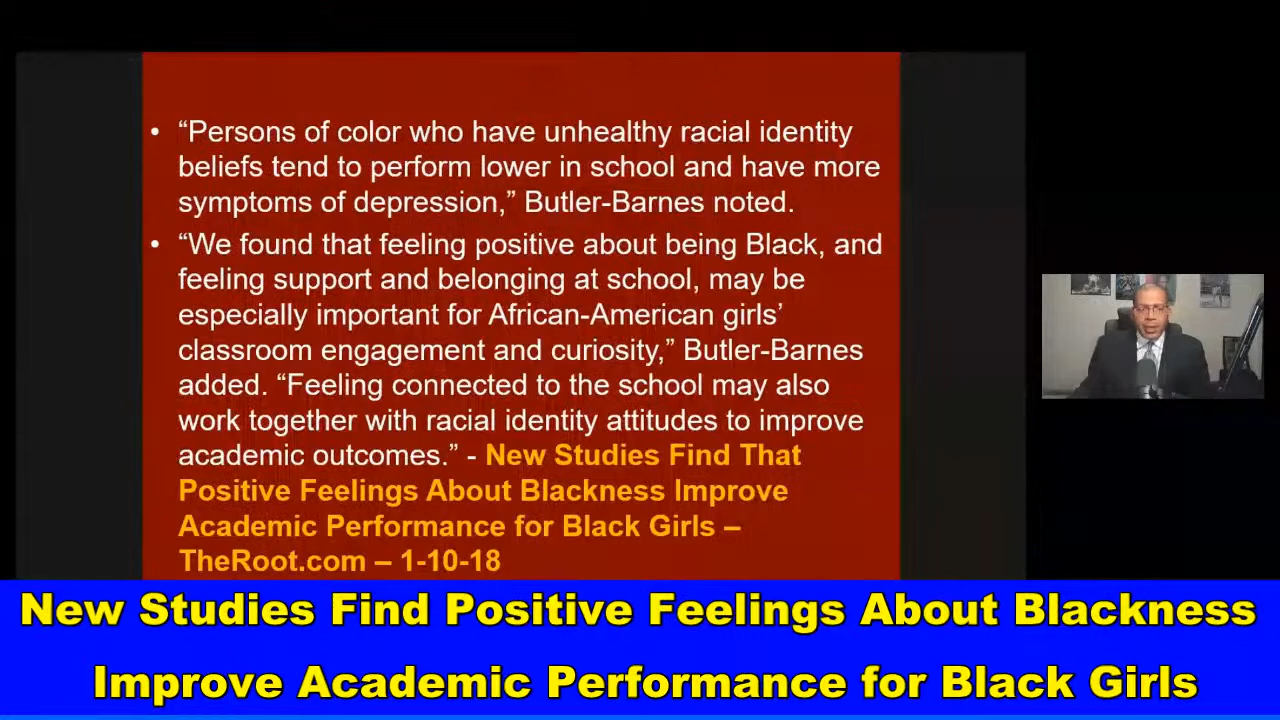 • “Persons of color who have unhealthy racial identity
beliefs tend to perform lower in school and have more
symptoms of depression,” Butler-Barnes noted.
• “We found that feeling positive about being Black, and
feeling support and belonging at school, may be
especially important for African-American girls’
classroom engagement and curiosity,” Butler-Barnes
added. “Feeling connected to the school may also
work together with racial identity attitudes to improve
academic outcomes.” - New Studies Find That
Positive Feelings About Blackness Improve
Academic Performance for Black Girls –
TheRoot.com – 1-10-18
New Studies Find Positive Feelings About Blackness
Improve Academic Performance for Black Girls